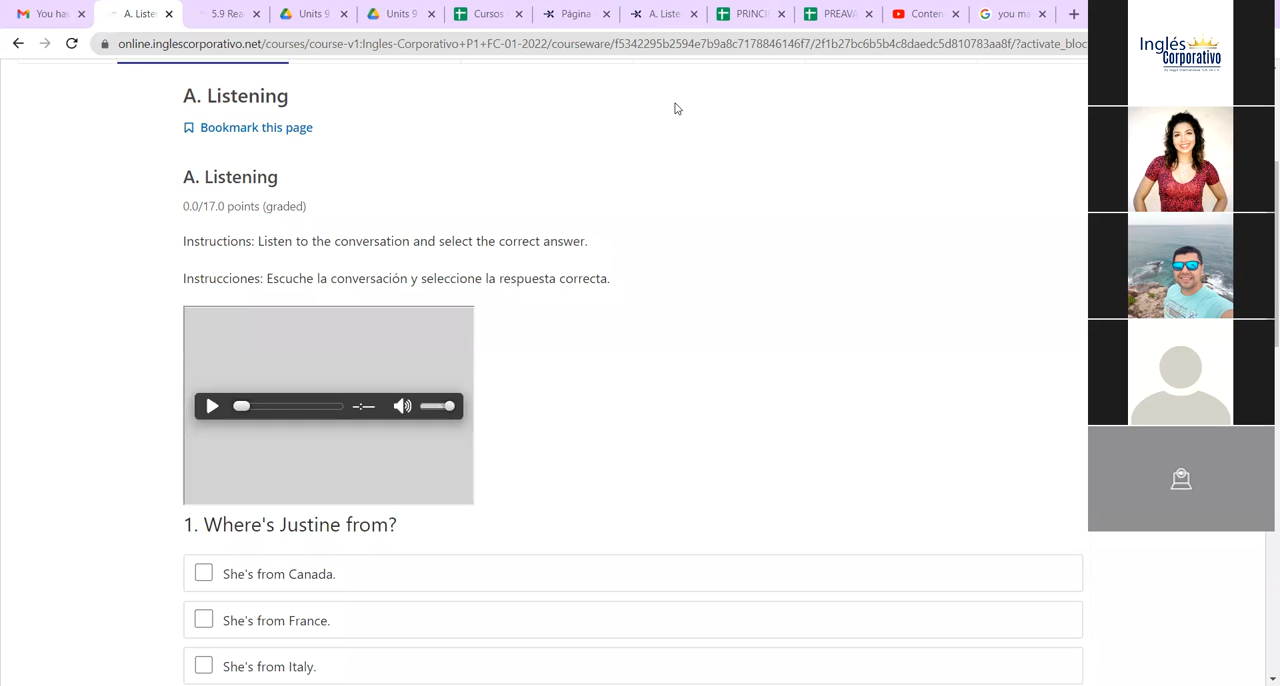 You hav
A. Lister
5.9 Rea
Units 9
Units 9
Cursos
Página
A. Liste
PRINCI
PREAVA
Conten
you ma
online.inglescorporativo.net/courses/course-v1:Ingles-Corporativo+P1+FC-01-2022/courseware/f5342295b2594e7b9a8c7178846146f7/2f1b27bc6b5b4c8daedc5d810783aa8f/?activate_bloc
Inglés
Corporativo
A. Listening
Bookmark this page
A. Listening
0.0/17.0 points (graded)
Instructions: Listen to the conversation and select the correct answer.
Instrucciones: Escuche la conversación y seleccione la respuesta correcta.
--:--
1. Where's Justine from?
She's from Canada.
She's from France.
She's from Italy.